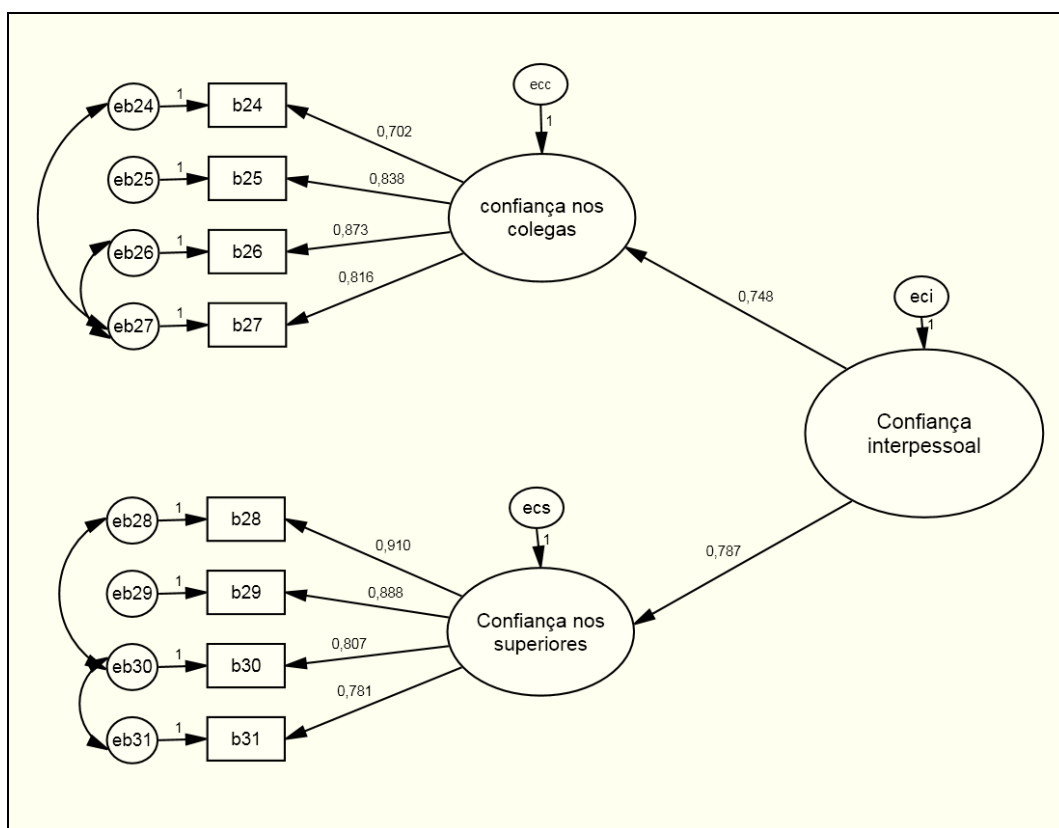 ecc
1
eb24
1
b24
0,702
eb25
1
b25
0,838
confiança nos
colegas
eb26
1
b26
0,873
eb27
1
b27
0,816
0,748
eci
1
Confiança
interpessoal
ecs
1
eb28
1
b28
0,910
0,787
eb29
1
b29
0,888
Confiança nos
superiores
eb30
1
b30
0,807
eb31
1
b31
0,781